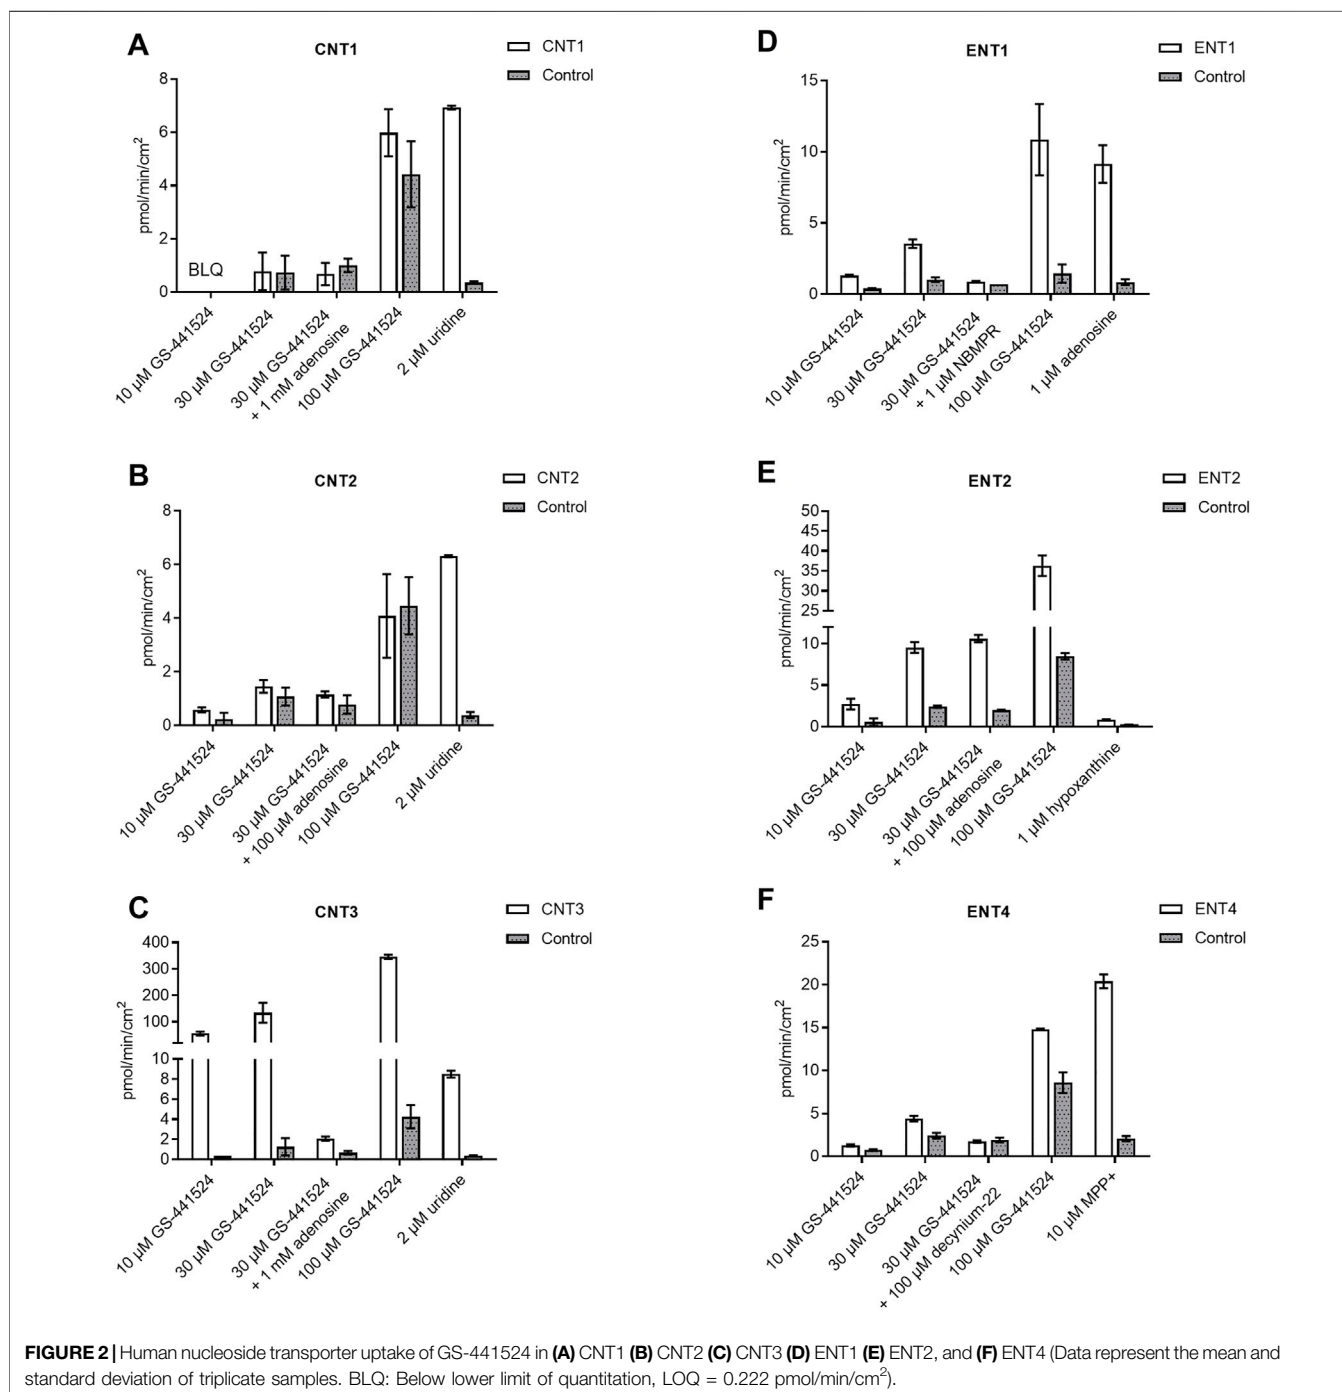 A
CNT1
CNT1
Control
pmol/min/cm²
8
6
4
2
0
BLQ
10 µM GS-441524
30 µM GS-441524
30 µM GS-441524
+ 1 mM adenosine
100 µM GS-441524
2 µM uridine
D
ENT1
ENT1
Control
pmol/min/cm²
15
10
5
0
10 µM GS-441524
30 µM GS-441524
30 µM GS-441524
+ 1 µM NBMPR
100 µM GS-441524
1 µM adenosine
B
CNT2
CNT2
Control
pmol/min/cm²
8
6
4
2
0
10 µM GS-441524
30 µM GS-441524
30 µM GS-441524
+ 100 µM adenosine
100 µM GS-441524
2 µM uridine
E
ENT2
ENT2
Control
pmol/min/cm²
50
45
40
35
30
25
10
5
0
10 µM GS-441524
30 µM GS-441524
30 µM GS-441524
+ 100 µM adenosine
100 µM GS-441524
1 µM hypoxanthine
C
CNT3
CNT3
Control
pmol/min/cm²
400
300
200
100
10
8
6
4
2
0
10 µM GS-441524
30 µM GS-441524
30 µM GS-441524
+ 1 mM adenosine
100 µM GS-441524
2 µM uridine
F
ENT4
ENT4
Control
pmol/min/cm²
25
20
15
10
5
0
10 µM GS-441524
30 µM GS-441524
30 µM GS-441524
+ 100 µM decynium-22
100 µM GS-441524
10 µM MPP+
FIGURE 2 | Human nucleoside transporter uptake of GS-441524 in (A) CNT1 (B) CNT2 (C) CNT3 (D) ENT1 (E) ENT2, and (F) ENT4 (Data represent the mean and
standard deviation of triplicate samples. BLQ: Below lower limit of quantitation, LOQ = 0.222 pmol/min/cm²).